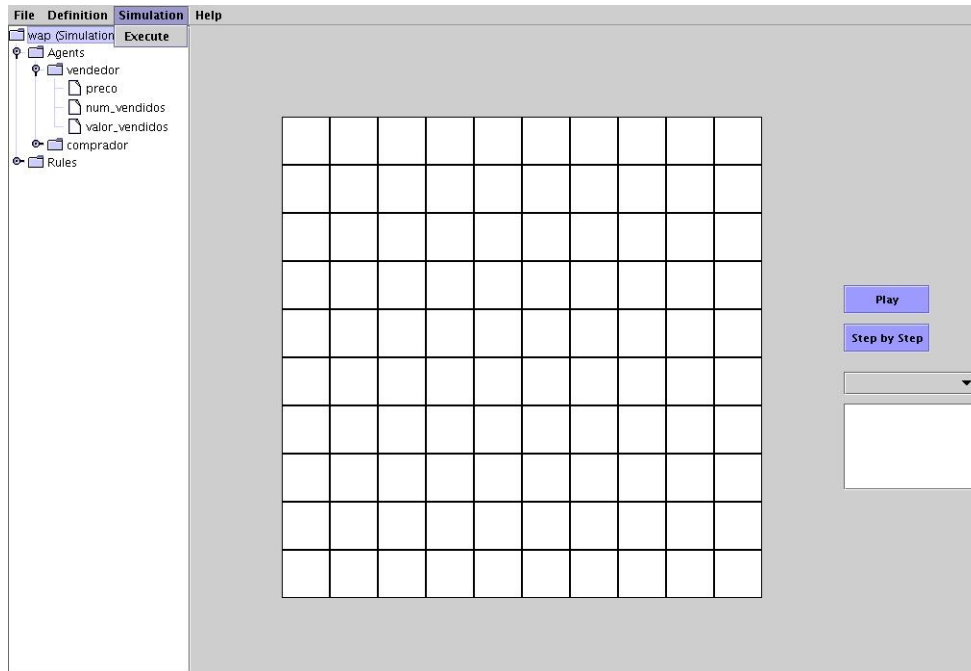 File Definition Simulation Help
wap (Simulation
Execute
Agents
vendedor
preco
num_vendidos
valor_vendidos
comprador
Rules
Play
Step by Step